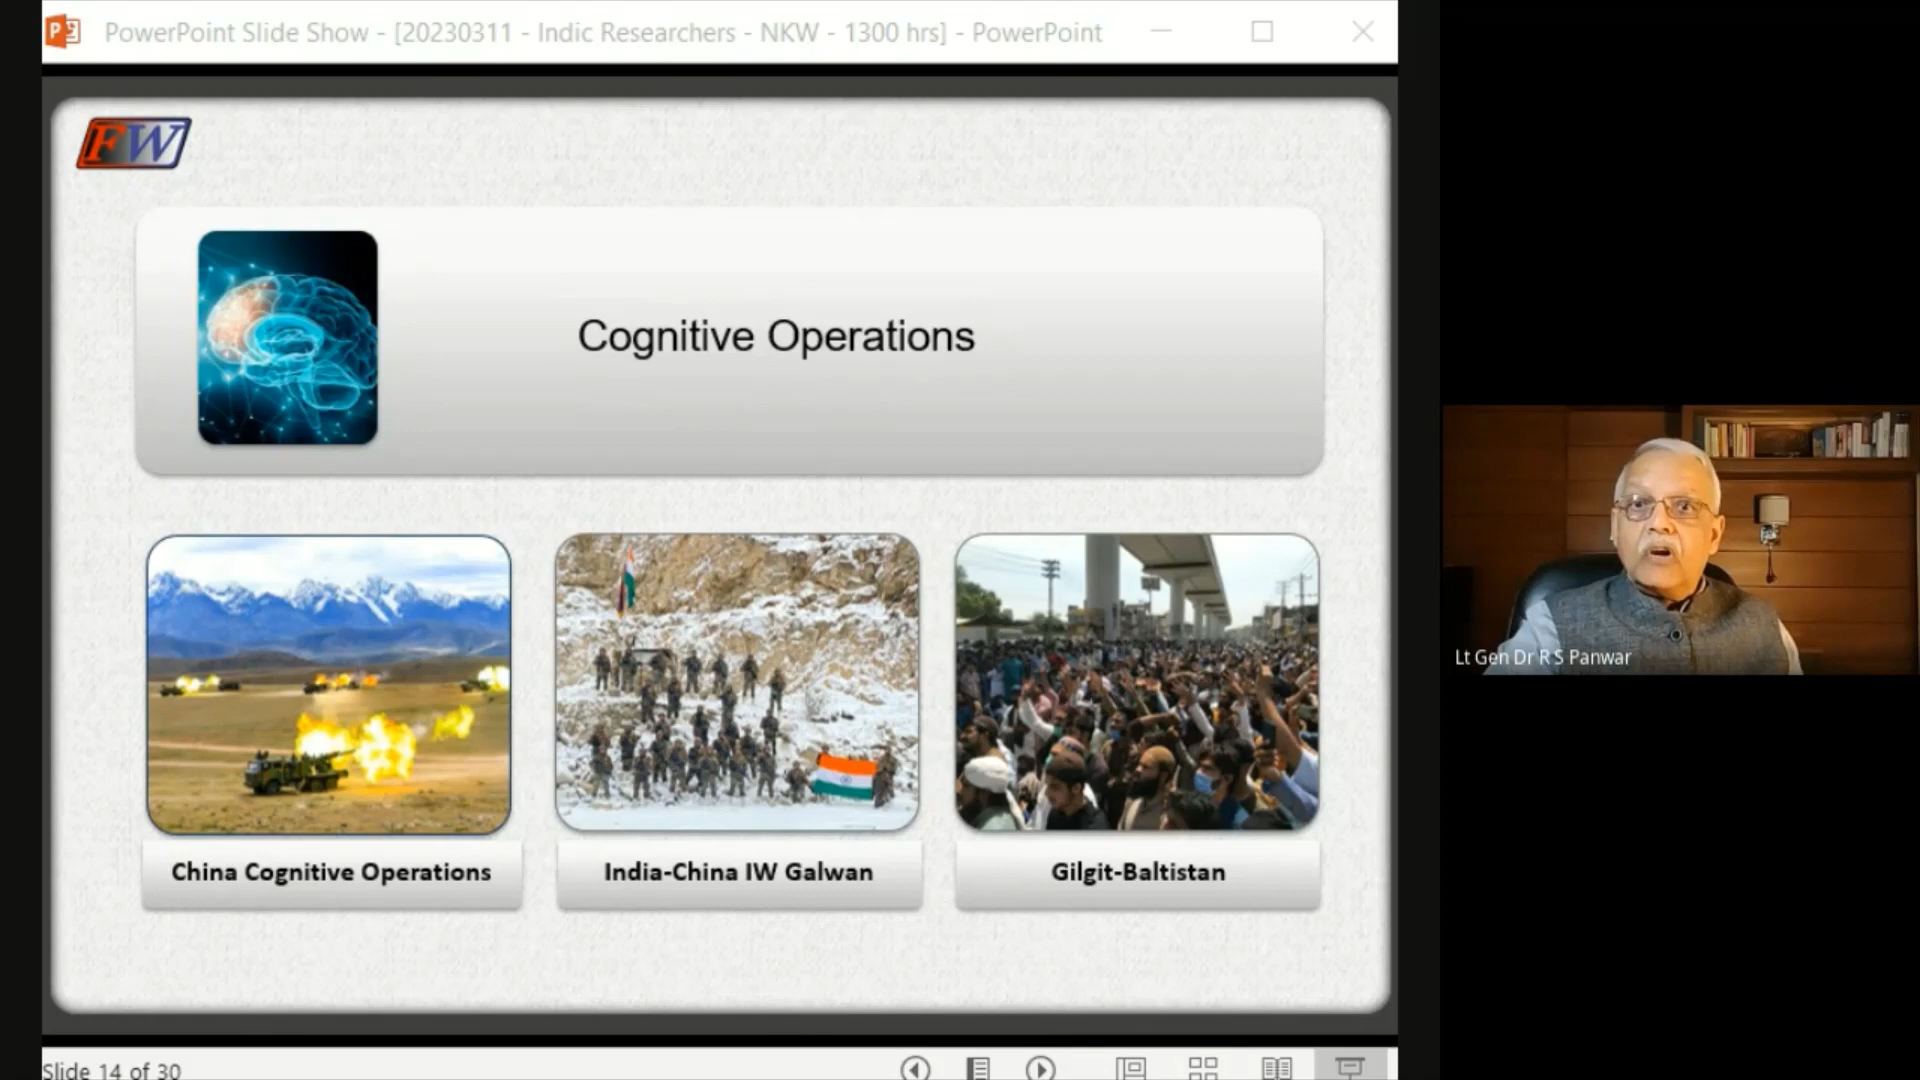 PowerPoint Slide Show - [20230311 - Indic Researchers - NKW - 1300 hrs] - PowerPoint
FW
Cognitive Operations
China Cognitive Operations
India-China IW Galwan
Gilgit-Baltistan
Lt Gen Dr R S Panwar
Slide 14 of 30